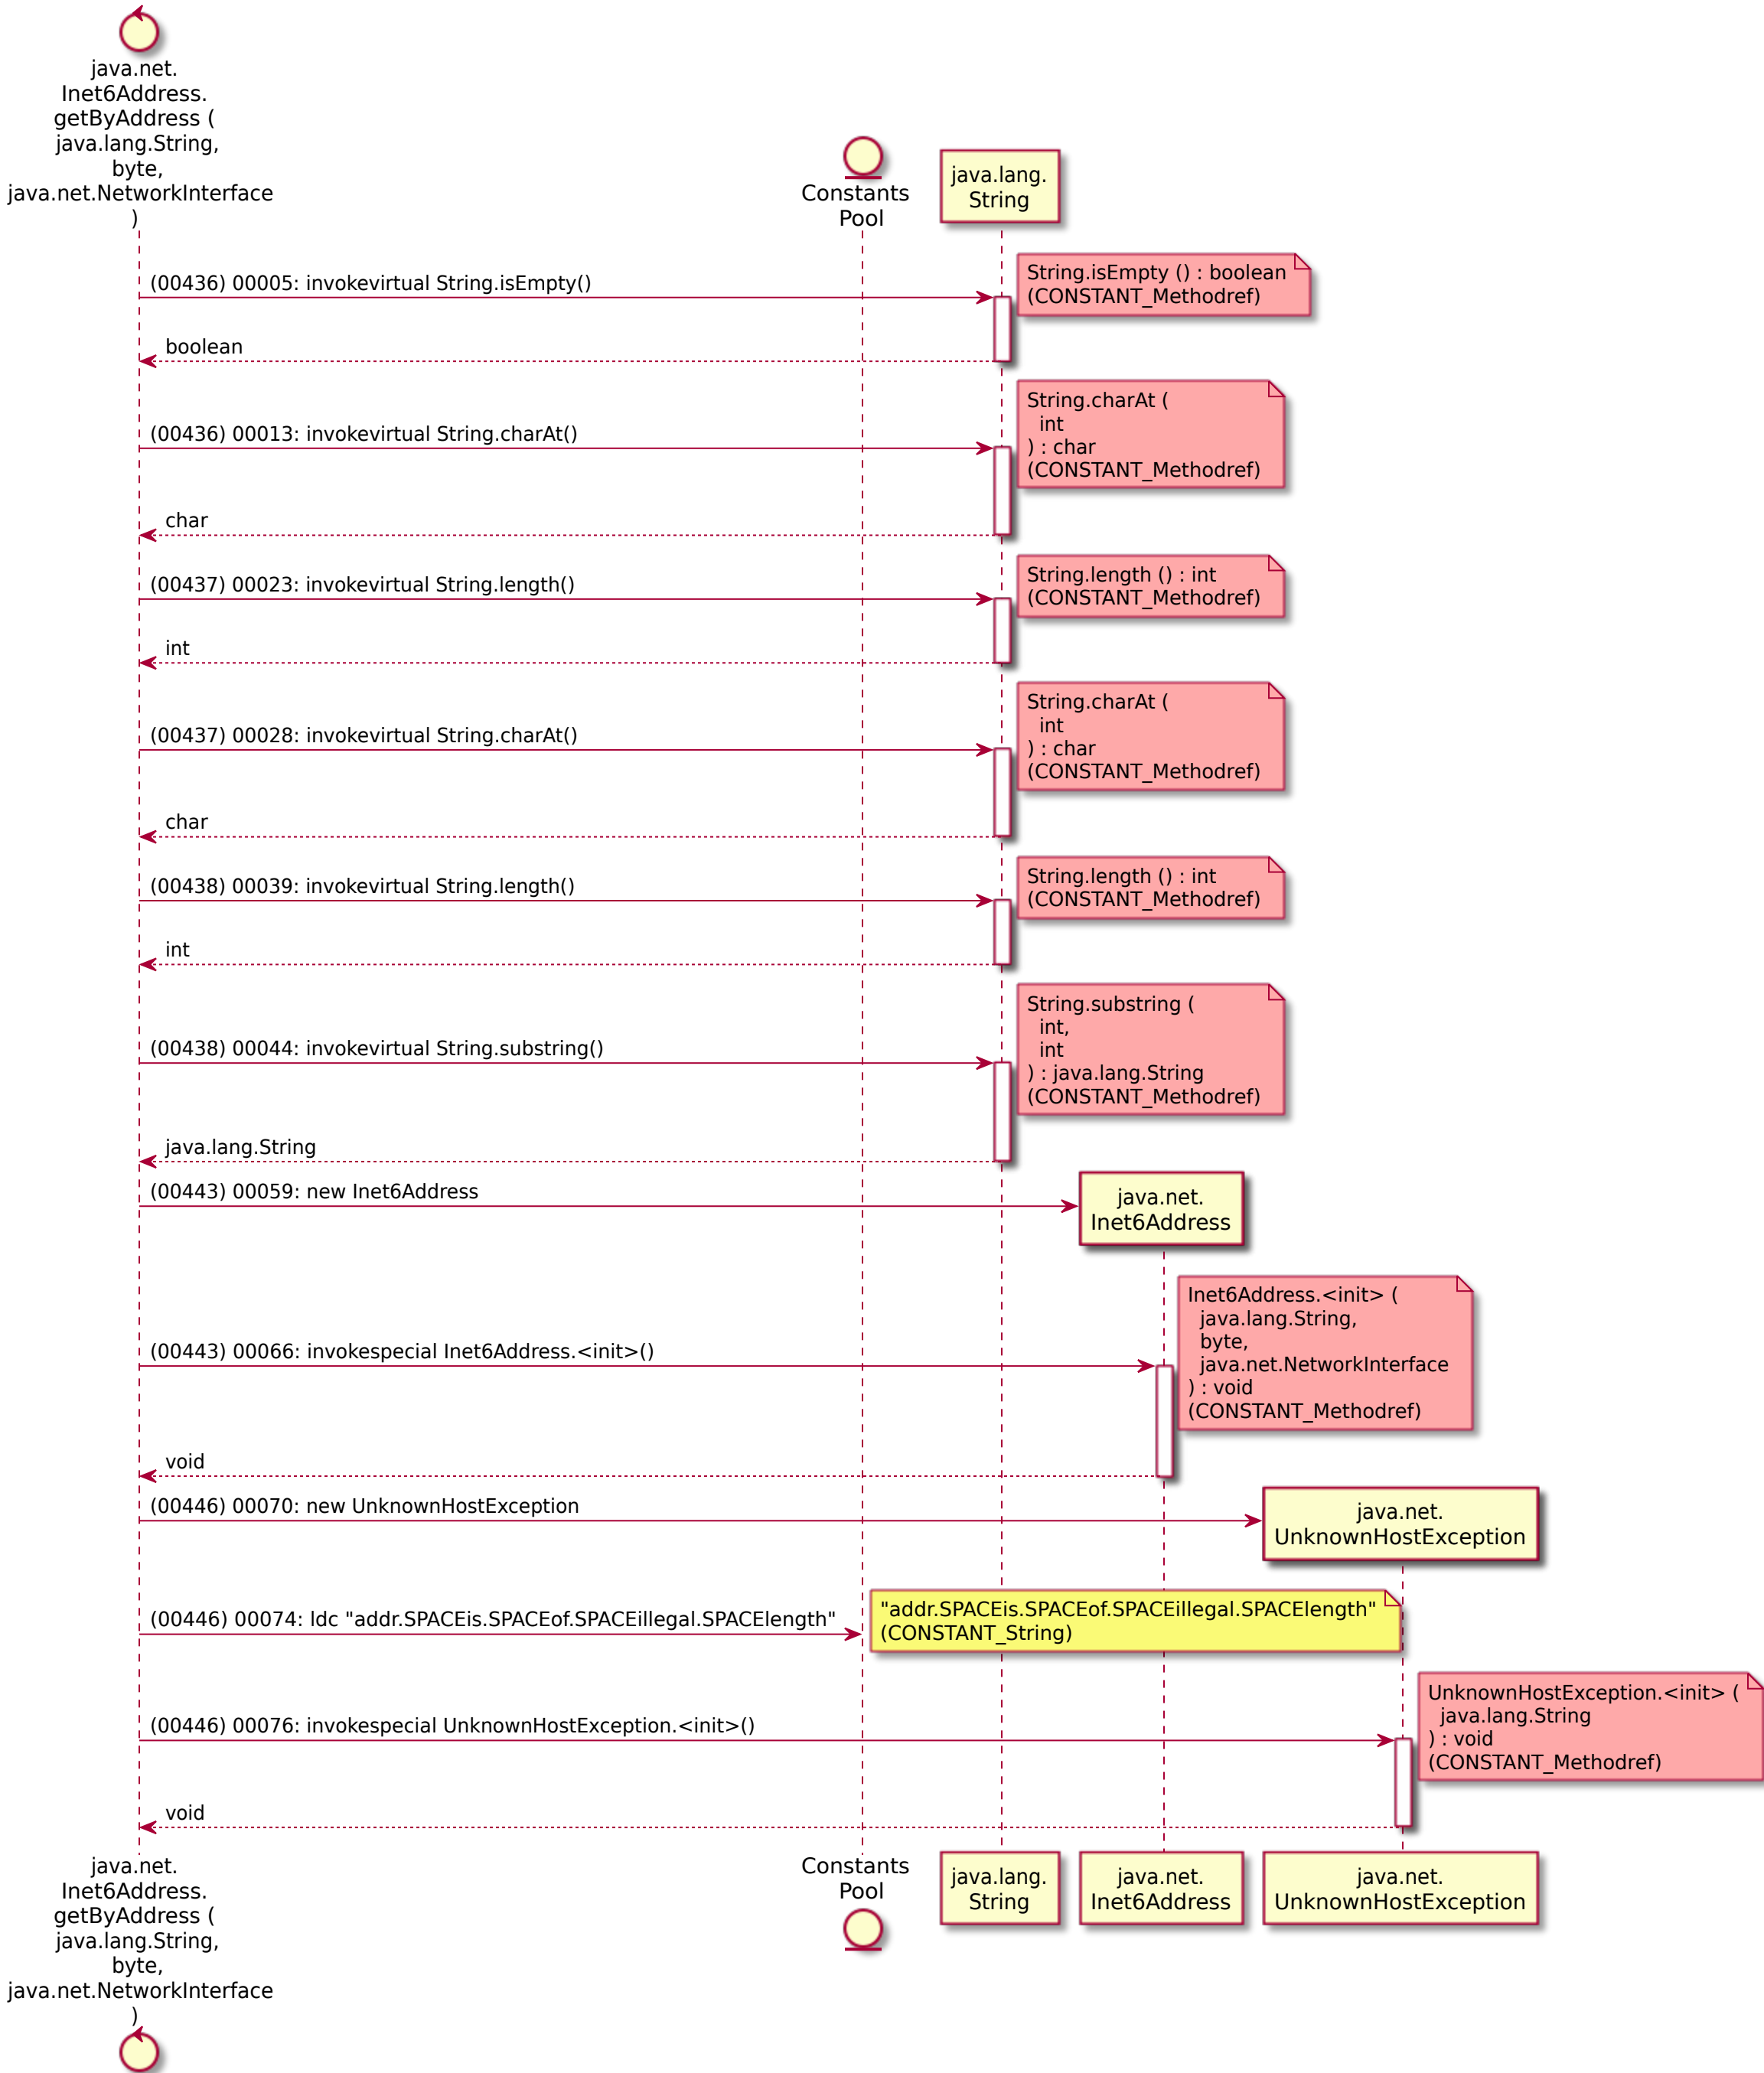 java.net.
Inet6Address.
getByAddress (
java.lang.String,
byte,
java.net.NetworkInterface
)
Constants
Pool
java.lang.
String
(00436) 00005: invokevirtual String.isEmpty()
String.isEmpty () : boolean
(CONSTANT_Methodref)
boolean
(00436) 00013: invokevirtual String.charAt()
String.charAt (
int
) : char
(CONSTANT_Methodref)
char
(00437) 00023: invokevirtual String.length()
String.length () : int
(CONSTANT_Methodref)
int
(00437) 00028: invokevirtual String.charAt()
String.charAt (
int
) : char
(CONSTANT_Methodref)
char
(00438) 00039: invokevirtual String.length()
String.length () : int
(CONSTANT_Methodref)
int
(00438) 00044: invokevirtual String.substring()
String.substring (
int,
int
) : java.lang.String
(CONSTANT_Methodref)
java.lang.String
(00443) 00059: new Inet6Address
java.net.
Inet6Address
(00443) 00066: invokespecial Inet6Address.<init>()
Inet6Address.<init> (
java.lang.String,
byte,
java.net.NetworkInterface
) : void
(CONSTANT_Methodref)
void
(00446) 00070: new UnknownHostException
java.net.
UnknownHostException
(00446) 00074: ldc "addr.SPACEis.SPACEof.SPACEillegal.SPACElength"
"addr.SPACEis.SPACEof.SPACEillegal.SPACElength"
(CONSTANT_String)
(00446) 00076: invokespecial UnknownHostException.<init>()
UnknownHostException.<init> (
java.lang.String
) : void
(CONSTANT_Methodref)
void
java.net.
Inet6Address.
getByAddress (
java.lang.String,
byte,
java.net.NetworkInterface
)
Constants
Pool
java.lang.
String
java.net.
Inet6Address
java.net.
UnknownHostException